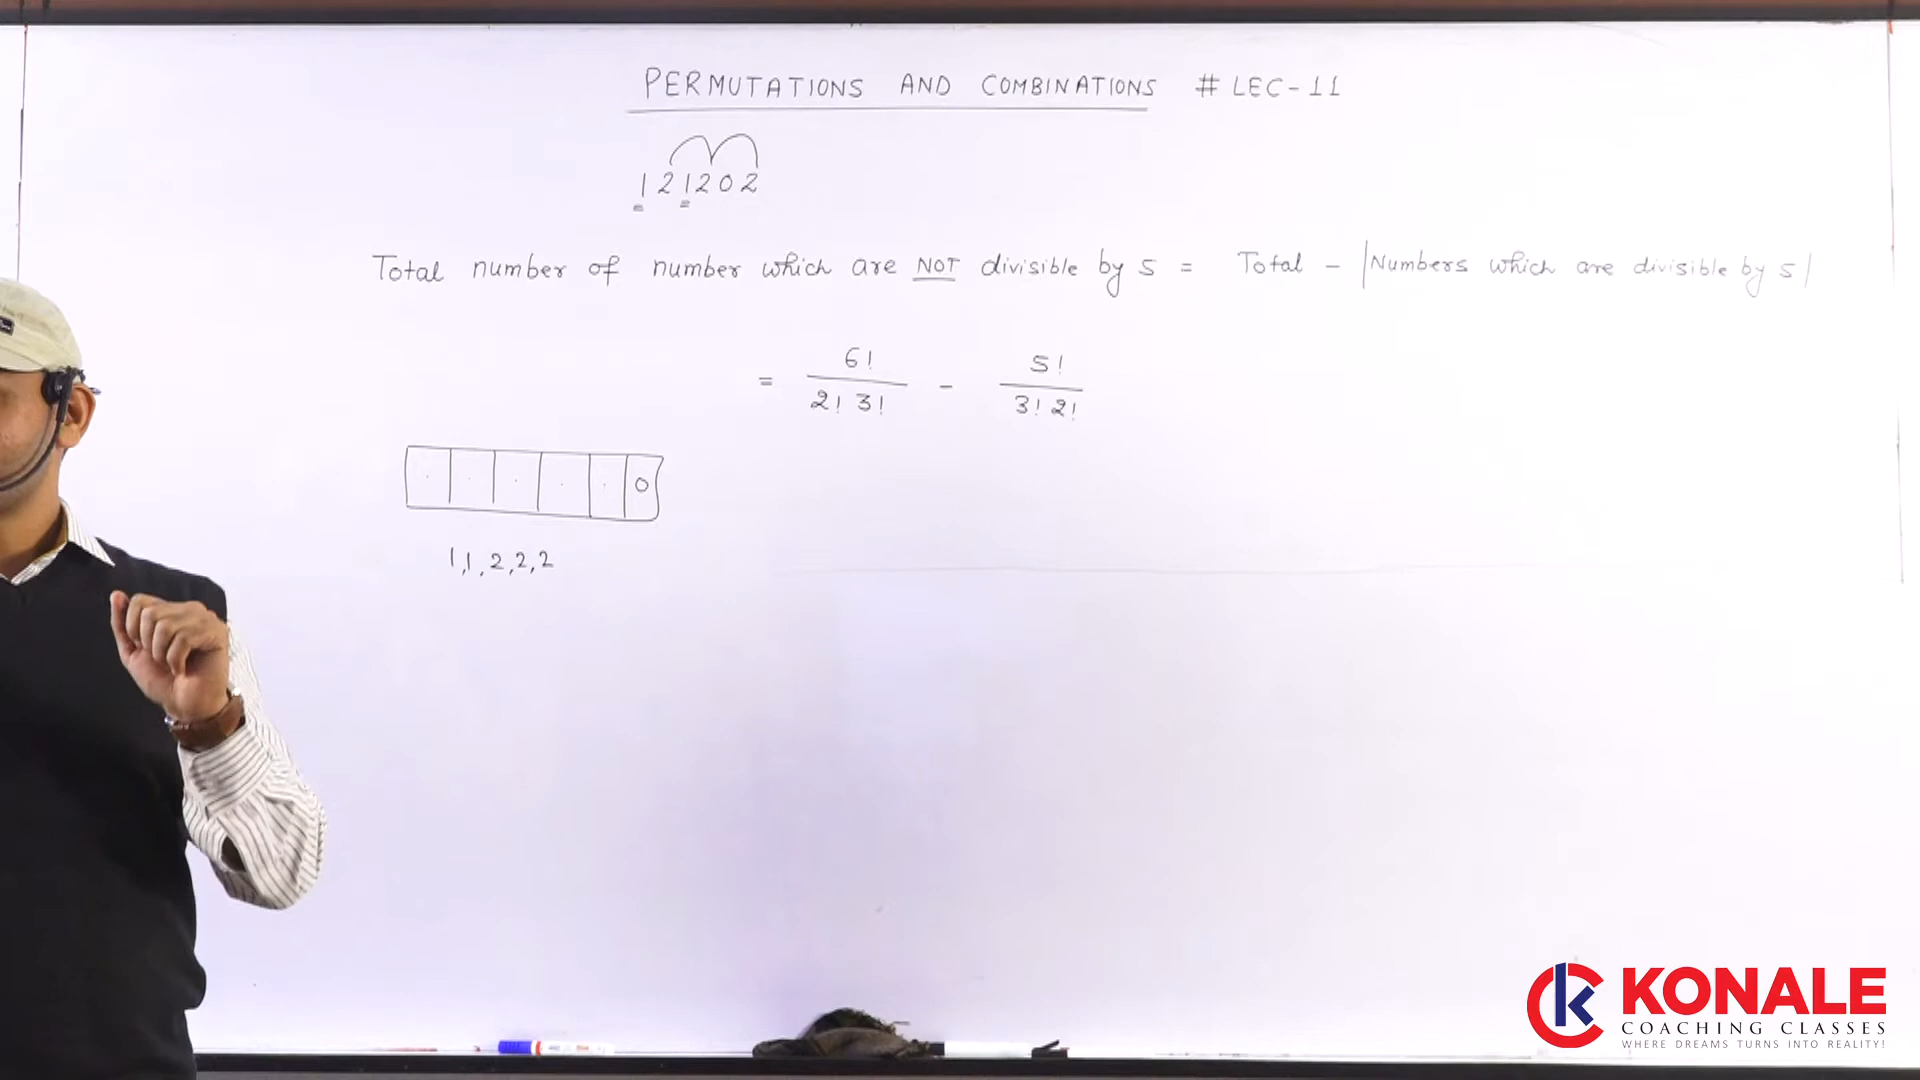 PERMUTATIONS AND COMBINATIONS # LEC-11
121202
Total number of number which are NOT divisible by 5 = Total - |Numbers which are divisible by 5|
= 6! / 2! 3! - 5! / 3! 2!
0
1,1,2,2,2
KONALE
COACHING CLASSES
WHERE DREAMS TURNS INTO REALITY!